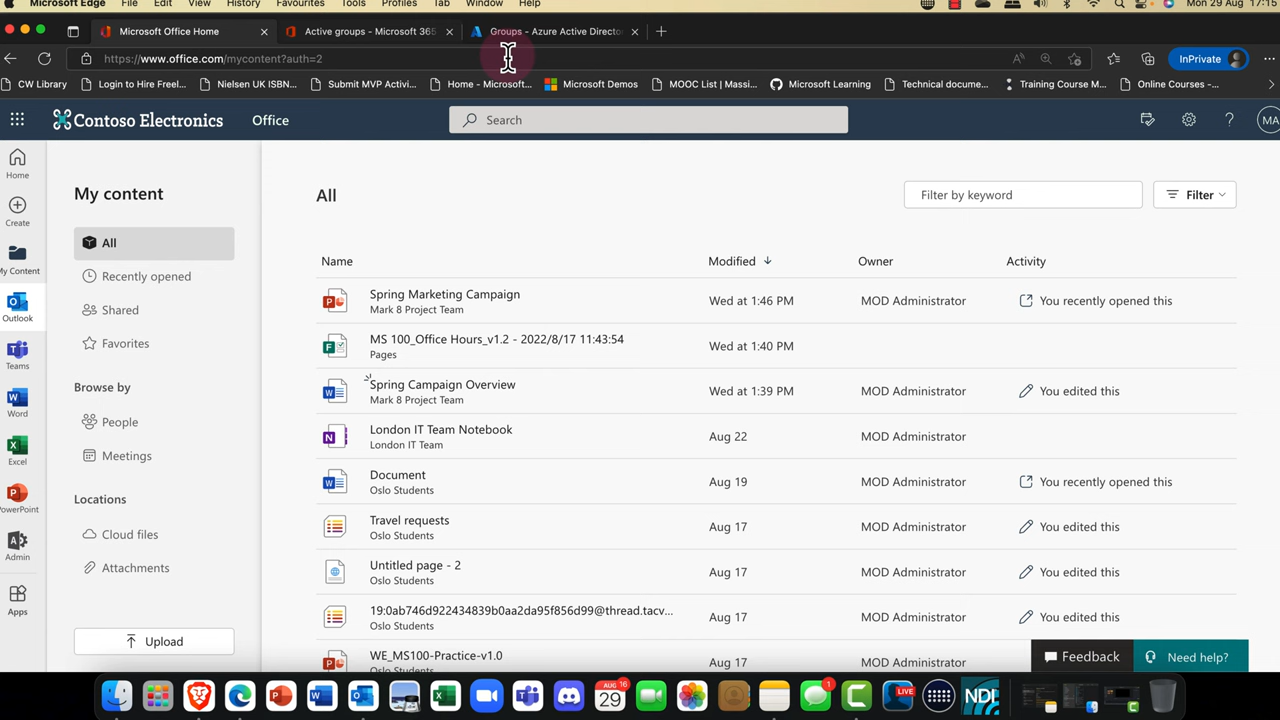 Microsoft Edge File Edit View History Favourites Tools Profiles Tab Window Help Mon 29 Aug 17:15
Microsoft Office Home Active groups - Microsoft 365 Groups - Azure Active Director
https://www.office.com/mycontent?auth=2 InPrivate
CW Library Login to Hire Freel... Nielsen UK ISBN... Submit MVP Activi... Home - Microsoft... Microsoft Demos MOOC List | Massi... Microsoft Learning Technical docume... Training Course M... Online Courses -...
Contoso Electronics Office Search MA
Home
Create
My Content
Outlook
Teams
Word
Excel
PowerPoint
Admin
Apps
My content
All
Recently opened
Shared
Favorites
Browse by
People
Meetings
Locations
Cloud files
Attachments
Upload
All Filter by keyword Filter
Name Modified Owner Activity
Spring Marketing Campaign
Mark 8 Project Team
Wed at 1:46 PM MOD Administrator You recently opened this
MS 100_Office Hours_v1.2 - 2022/8/17 11:43:54
Pages
Wed at 1:40 PM
Spring Campaign Overview
Mark 8 Project Team
Wed at 1:39 PM MOD Administrator You edited this
London IT Team Notebook
London IT Team
Aug 22 MOD Administrator
Document
Oslo Students
Aug 19 MOD Administrator You recently opened this
Travel requests
Oslo Students
Aug 17 MOD Administrator You edited this
Untitled page - 2
Oslo Students
Aug 17 MOD Administrator You edited this
19:0ab746d922434839b0aa2da95f856d99@thread.tacv...
Oslo Students
Aug 17 MOD Administrator You edited this
WE_MS100-Practice-v1.0
Oslo Students
Aug 17 MOD Administrator
Feedback Need help?
AUG 16
29
1
LIVE
NDI